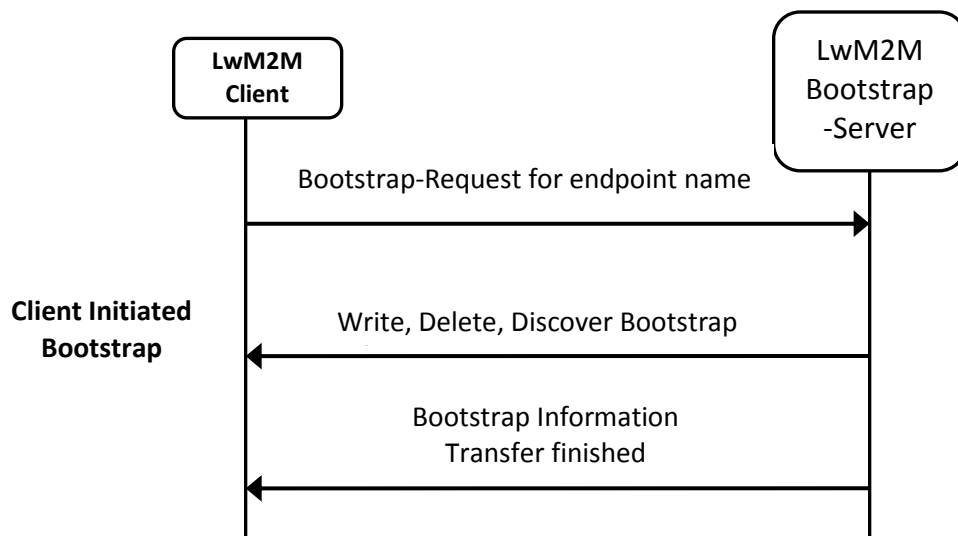 LwM2M
Client
LwM2M
Bootstrap
-Server
Bootstrap-Request for endpoint name
Client Initiated
Bootstrap
Write, Delete, Discover Bootstrap
Bootstrap Information
Transfer finished